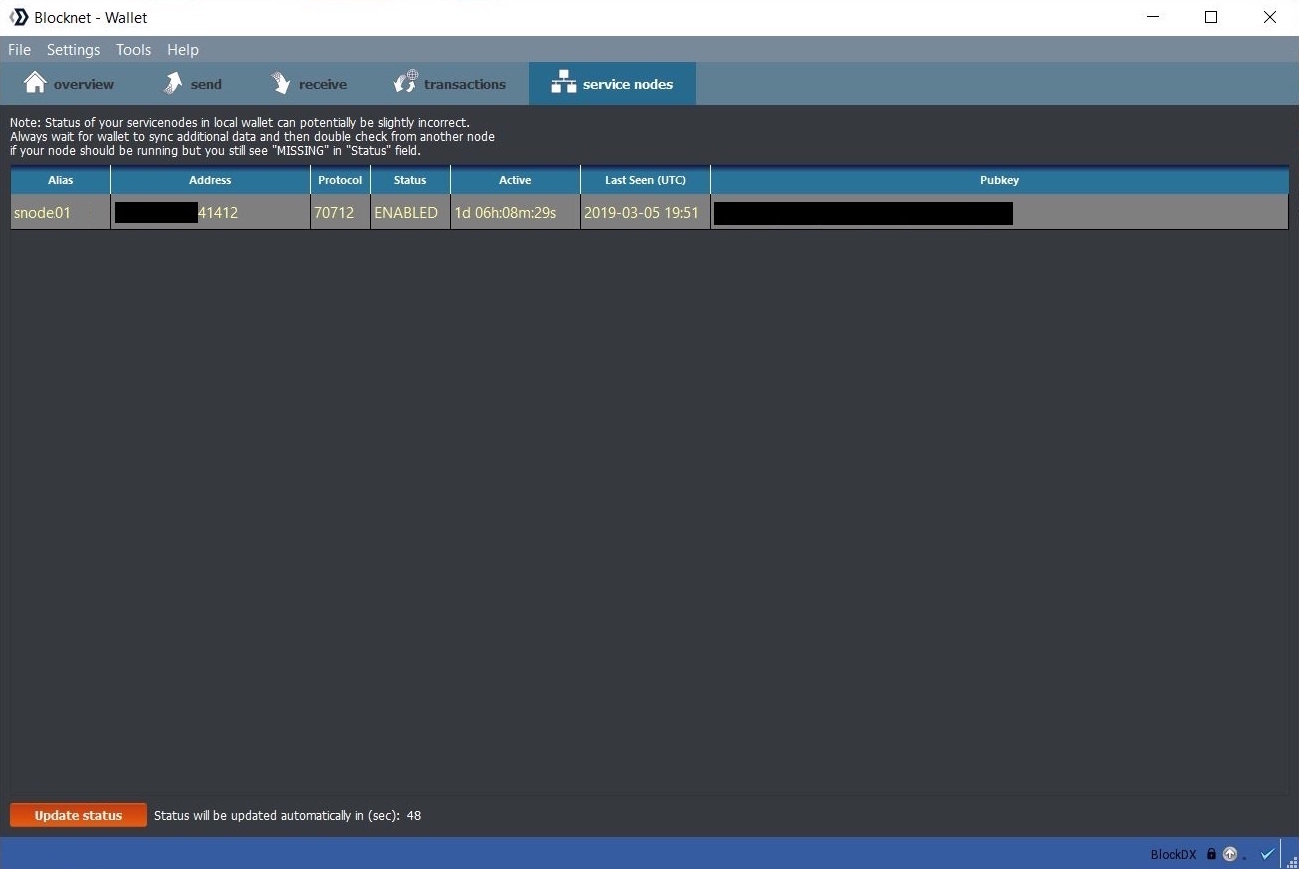 Blocknet - Wallet
File Settings Tools Help
overview send receive transactions service nodes
Note: Status of your servicenodes in local wallet can potentially be slightly incorrect.
Always wait for wallet to sync additional data and then double check from another node
if your node should be running but you still see "MISSING" in "Status" field.
Alias Address Protocol Status Active Last Seen (UTC) Pubkey
snode01 41412 70712 ENABLED 1d 06h:08m:29s 2019-03-05 19:51
Update status Status will be updated automatically in (sec): 48
BlockDX